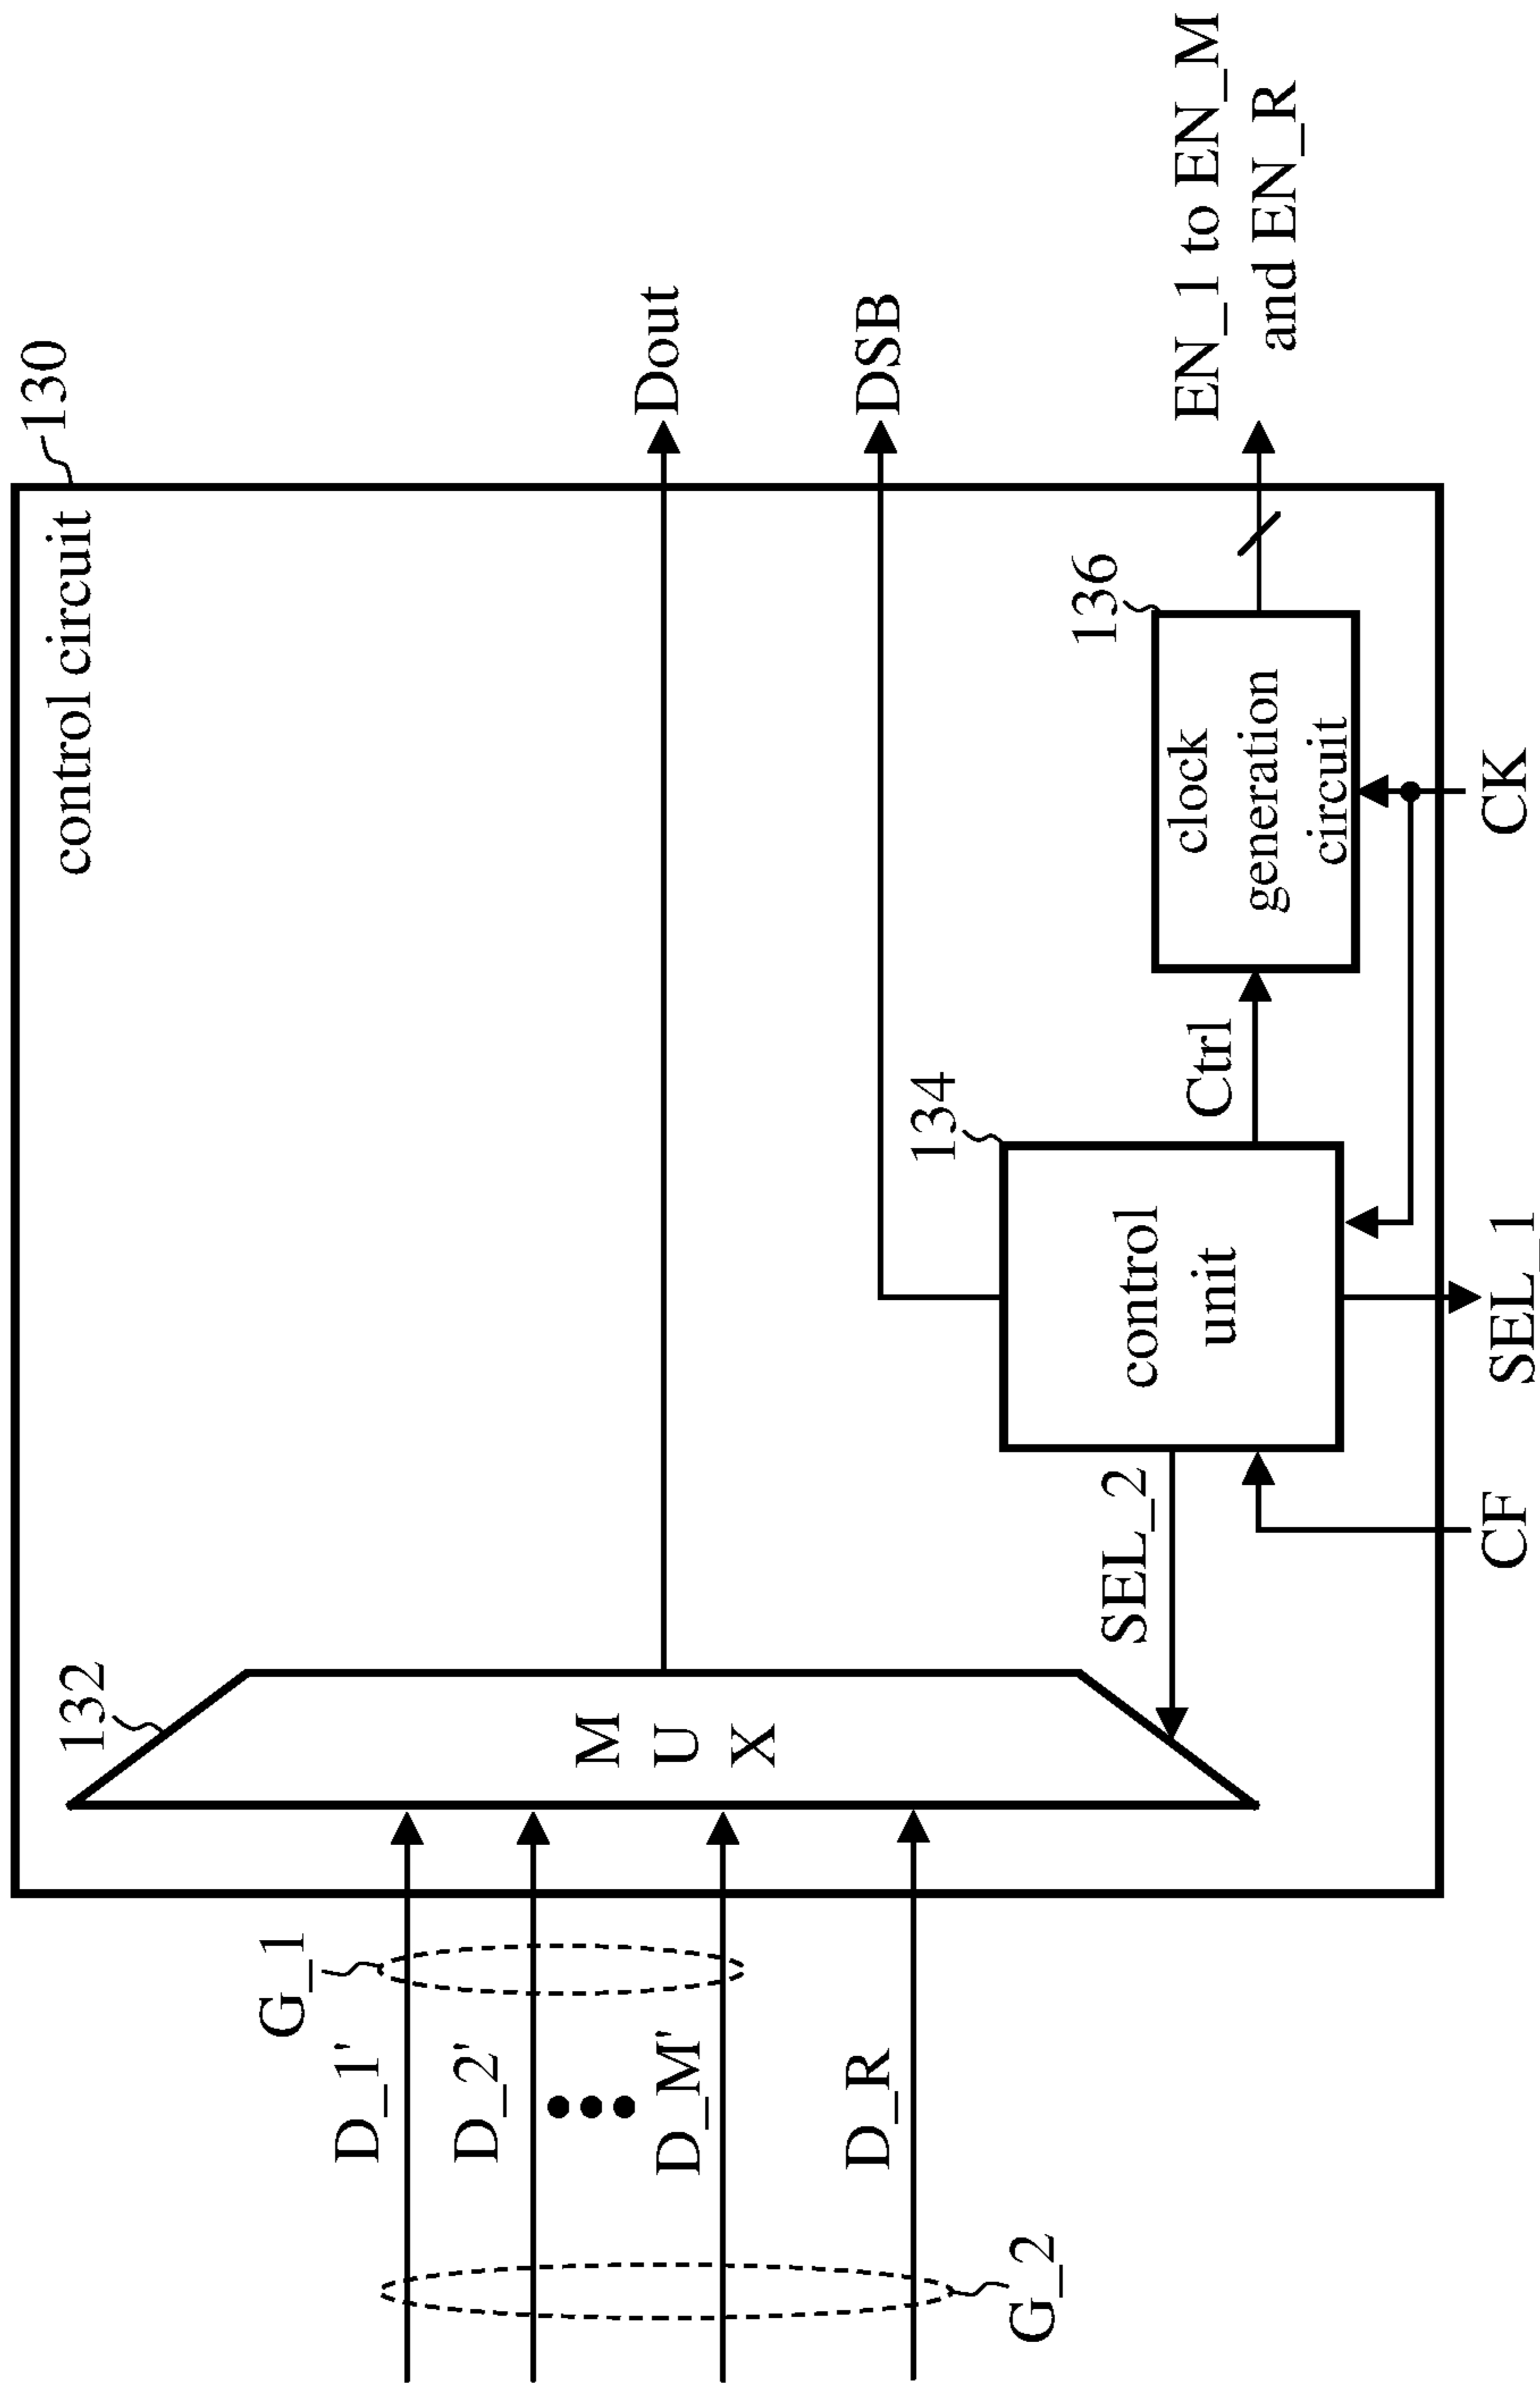 130
control circuit
132
G_1
D_1'
D_2'
D_M'
D_R
G_2
M
U
X
Dout
DSB
SEL_2
134
control
unit
Ctrl
136
clock
generation
circuit
EN_1 to EN_M
and EN_R
CF
SEL_1
CK